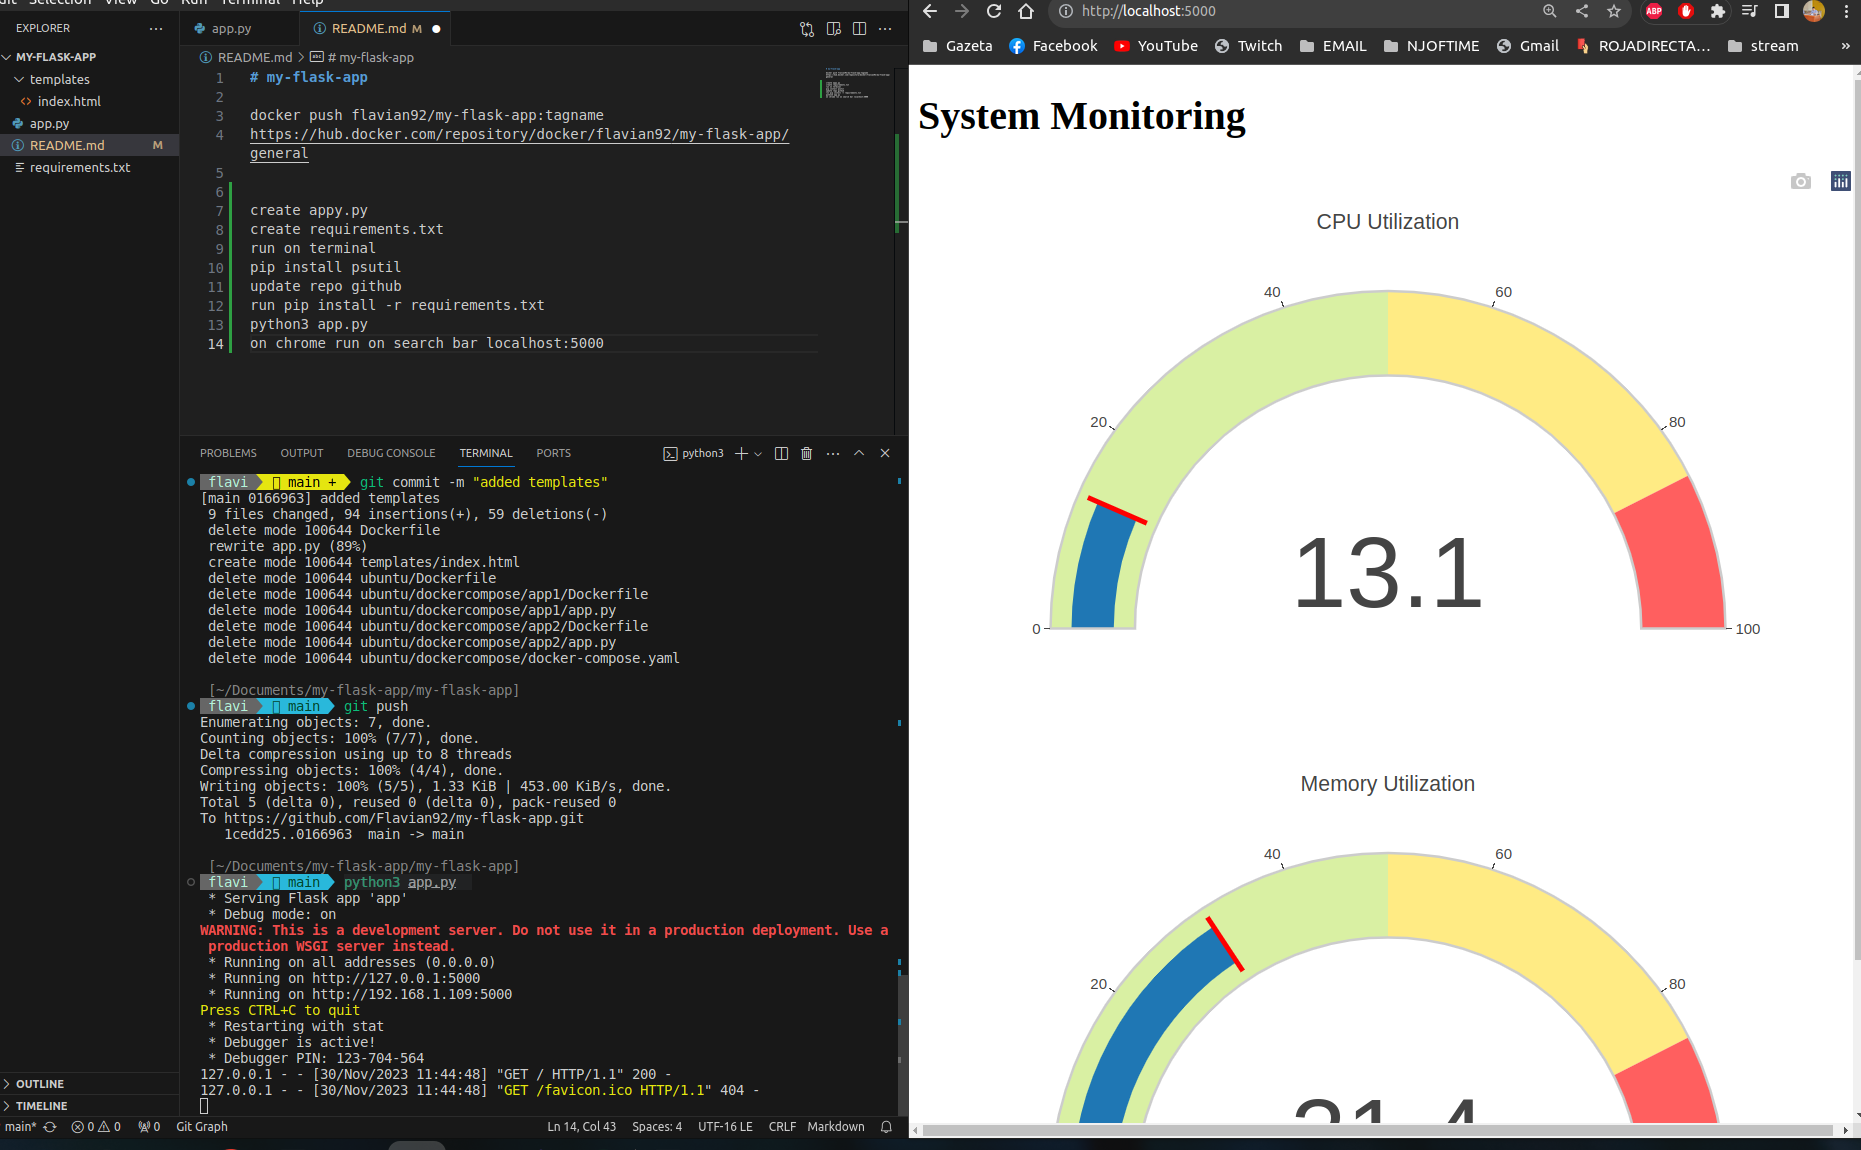 dit Selection View Go Run Terminal Help
EXPLORER
MY-FLASK-APP
templates
index.html
app.py
README.md M
requirements.txt
OUTLINE
TIMELINE
app.py
README.md M
README.md > # my-flask-app
1 # my-flask-app
2
3 docker push flavian92/my-flask-app:tagname
4 https://hub.docker.com/repository/docker/flavian92/my-flask-app/
general
5
6
7 create appy.py
8 create requirements.txt
9 run on terminal
10 pip install psutil
11 update repo github
12 run pip install -r requirements.txt
13 python3 app.py
14 on chrome run on search bar localhost:5000
PROBLEMS OUTPUT DEBUG CONSOLE TERMINAL PORTS
python3
flavi main + git commit -m "added templates"
[main 0166963] added templates
9 files changed, 94 insertions(+), 59 deletions(-)
delete mode 100644 Dockerfile
rewrite app.py (89%)
create mode 100644 templates/index.html
delete mode 100644 ubuntu/Dockerfile
delete mode 100644 ubuntu/dockercompose/app1/Dockerfile
delete mode 100644 ubuntu/dockercompose/app1/app.py
delete mode 100644 ubuntu/dockercompose/app2/Dockerfile
delete mode 100644 ubuntu/dockercompose/app2/app.py
delete mode 100644 ubuntu/dockercompose/docker-compose.yaml
[~/Documents/my-flask-app/my-flask-app]
flavi main git push
Enumerating objects: 7, done.
Counting objects: 100% (7/7), done.
Delta compression using up to 8 threads
Compressing objects: 100% (4/4), done.
Writing objects: 100% (5/5), 1.33 KiB | 453.00 KiB/s, done.
Total 5 (delta 0), reused 0 (delta 0), pack-reused 0
To https://github.com/Flavian92/my-flask-app.git
1cedd25..0166963 main -> main
[~/Documents/my-flask-app/my-flask-app]
flavi main python3 app.py
* Serving Flask app 'app'
* Debug mode: on
WARNING: This is a development server. Do not use it in a production deployment. Use a
production WSGI server instead.
* Running on all addresses (0.0.0.0)
* Running on http://127.0.0.1:5000
* Running on http://192.168.1.109:5000
Press CTRL+C to quit
* Restarting with stat
* Debugger is active!
* Debugger PIN: 123-704-564
127.0.0.1 - - [30/Nov/2023 11:44:48] "GET / HTTP/1.1" 200 -
127.0.0.1 - - [30/Nov/2023 11:44:48] "GET /favicon.ico HTTP/1.1" 404 -
main* 0 0 0 Git Graph Ln 14, Col 43 Spaces: 4 UTF-16 LE CRLF Markdown
http://localhost:5000
ABP
Gazeta Facebook YouTube Twitch EMAIL NJOFTIME Gmail ROJADIRECTA... stream »
System Monitoring
CPU Utilization
0
20
40
60
80
100
13.1
Memory Utilization
20
40
60
80